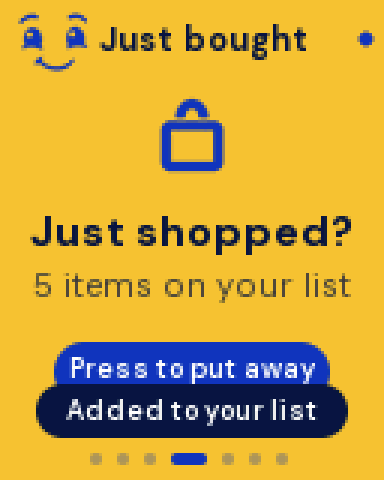 Just bought
Just shopped?
5 items on your list
Press to put away
Added to your list